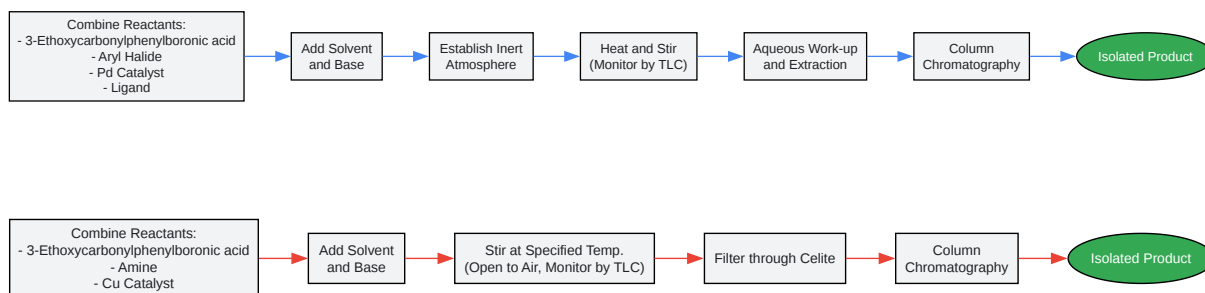 Combine Reactants:
- 3-Ethoxycarbonylphenylboronic acid
- Aryl Halide
- Pd Catalyst
- Ligand
Add Solvent
and Base
Establish Inert
Atmosphere
Heat and Stir
(Monitor by TLC)
Aqueous Work-up
and Extraction
Column
Chromatography
Isolated Product
Combine Reactants:
- 3-Ethoxycarbonylphenylboronic acid
- Amine
- Cu Catalyst
Add Solvent
and Base
Stir at Specified Temp.
(Open to Air, Monitor by TLC)
Filter through Celite
Column
Chromatography
Isolated Product